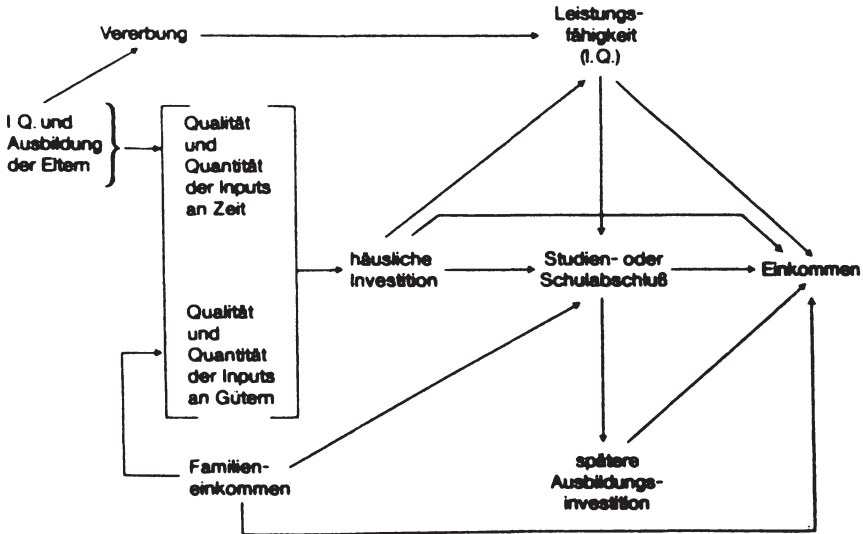 Vererbung
Leistungs-
fähigkeit
(I.Q.)
I Q. und
Ausbildung
der Eltern
Qualität
und
Quantität
der Inputs
an Zeit
häusliche
Investition
Studien- oder
Schulabschluß
Einkommen
Qualität
und
Quantität
der Inputs
an Gütern
Familien-
einkommen
spätere
Ausbildungs-
investition